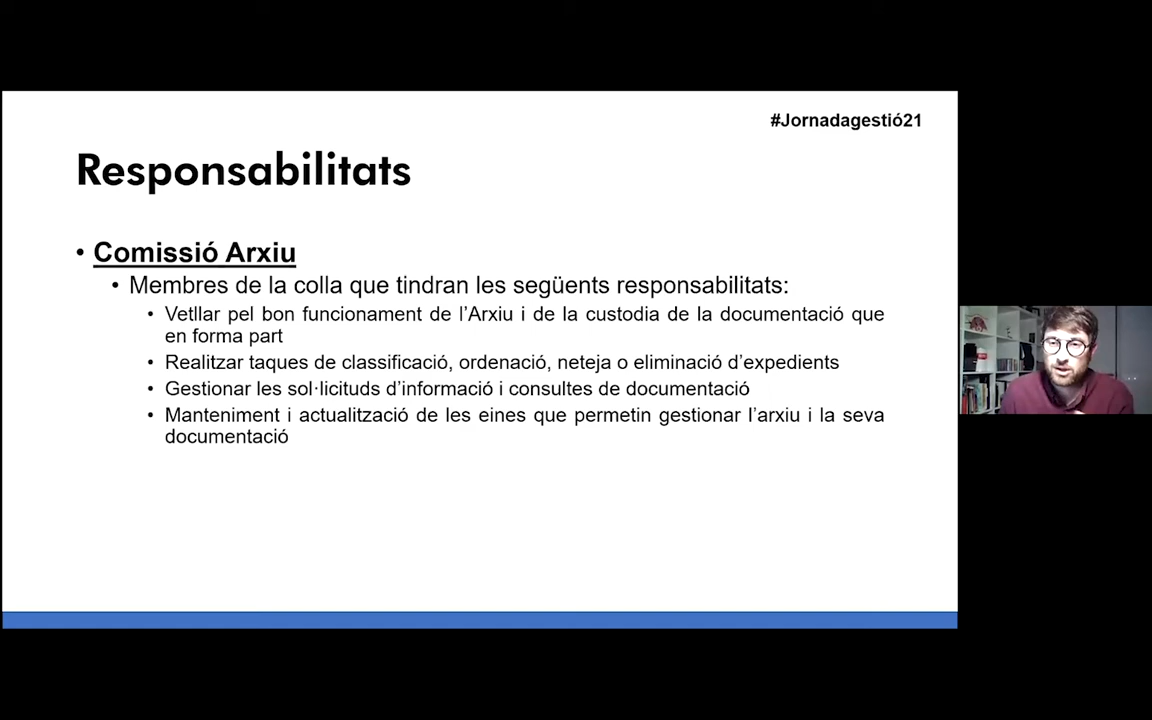 #Jornadagestió21
Responsabilitats
• Comissió Arxiu
• Membres de la colla que tindran les següents responsabilitats:
• Vetllar pel bon funcionament de l’Arxiu i de la custodia de la documentació que
en forma part
• Realitzar taques de classificació, ordenació, neteja o eliminació d’expedients
• Gestionar les sol·licituds d’informació i consultes de documentació
• Manteniment i actualització de les eines que permetin gestionar l’arxiu i la seva
documentació